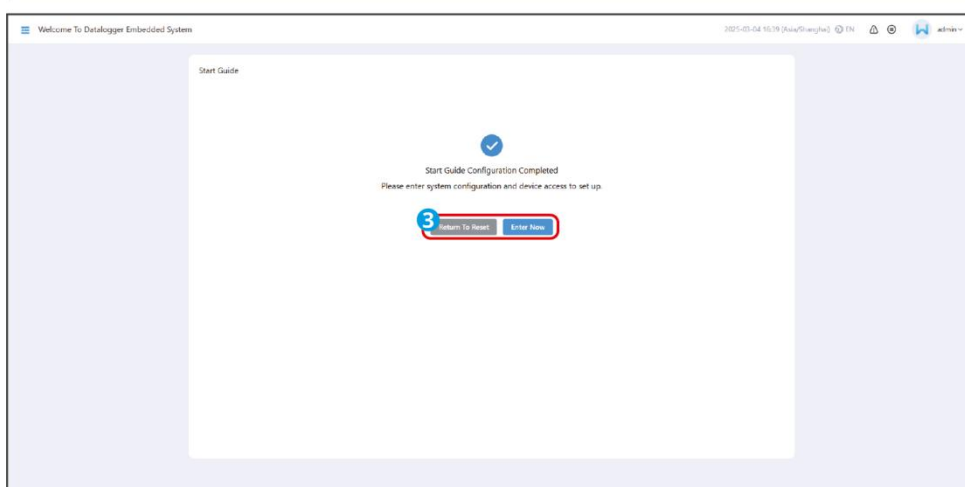 Welcome To Datalogger Embedded System
2025-03-04 16:39 [Asia/Shanghai] EN admin
Start Guide
Start Guide Configuration Completed
Please enter system configuration and device access to set up.
3
Return To Reset Enter Now